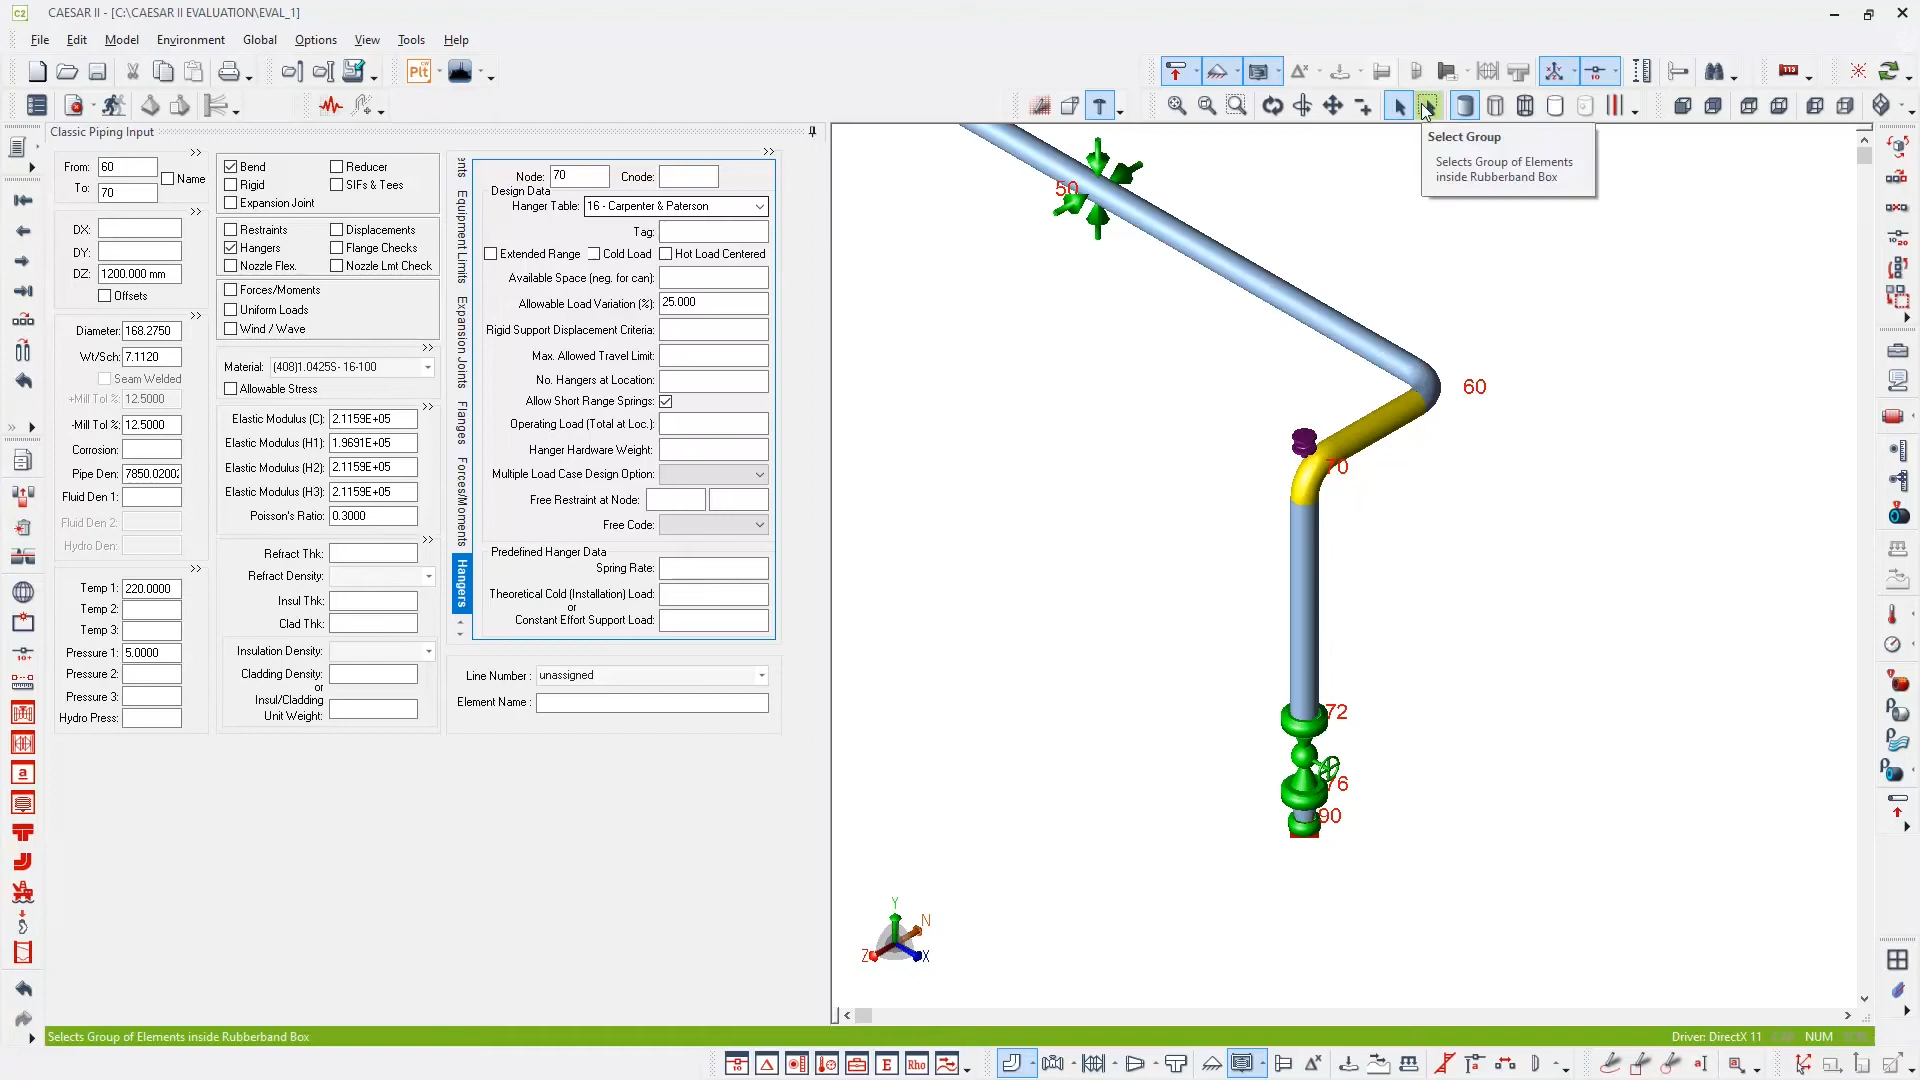 CAESAR II - [C:\CAESAR II EVALUATION\EVAL_1]
File Edit Model Environment Global Options View Tools Help
Select Group
Selects Group of Elements
inside Rubberband Box
Classic Piping Input
From: 60
To: 70
Name
DX:
DY:
DZ: 1200.000 mm
Offsets
Diameter: 168.2750
Wt/Sch: 7.1120
Seam Welded
+Mill Tol %: 12.5000
-Mill Tol %: 12.5000
Corrosion:
Pipe Den: 7850.0200
Fluid Den 1:
Fluid Den 2:
Hydro Den:
Temp 1: 220.0000
Temp 2:
Temp 3:
Pressure 1: 5.0000
Pressure 2:
Pressure 3:
Hydro Press:
Bend Reducer
Rigid SIFs & Tees
Expansion Joint
Restraints Displacements
Hangers Flange Checks
Nozzle Flex. Nozzle Lmt Check
Forces/Moments
Uniform Loads
Wind / Wave
Material: (408)1.0425S- 16-100
Allowable Stress
Elastic Modulus (C): 2.1159E+05
Elastic Modulus (H1): 1.9691E+05
Elastic Modulus (H2): 2.1159E+05
Elastic Modulus (H3): 2.1159E+05
Poisson's Ratio: 0.3000
Refract Thk:
Refract Density:
Insul Thk:
Clad Thk:
Insulation Density:
Cladding Density:
or
Insul/Cladding
Unit Weight:
Equipment Limits
Expansion Joints
Flanges
Forces/Moments
Hangers
Node: 70 Cnode:
Design Data
Hanger Table: 16 - Carpenter & Paterson
Tag:
Extended Range Cold Load Hot Load Centered
Available Space (neg. for can):
Allowable Load Variation (%): 25.000
Rigid Support Displacement Criteria:
Max. Allowed Travel Limit:
No. Hangers at Location:
Allow Short Range Springs:
Operating Load (Total at Loc.):
Hanger Hardware Weight:
Multiple Load Case Design Option:
Free Restraint at Node:
Free Code:
Predefined Hanger Data
Spring Rate:
Theoretical Cold (Installation) Load:
or
Constant Effort Support Load:
Line Number : unassigned
Element Name :
50
60
70
72
76
90
Y
N
Z
X
Selects Group of Elements inside Rubberband Box
Driver: DirectX 11
NUM